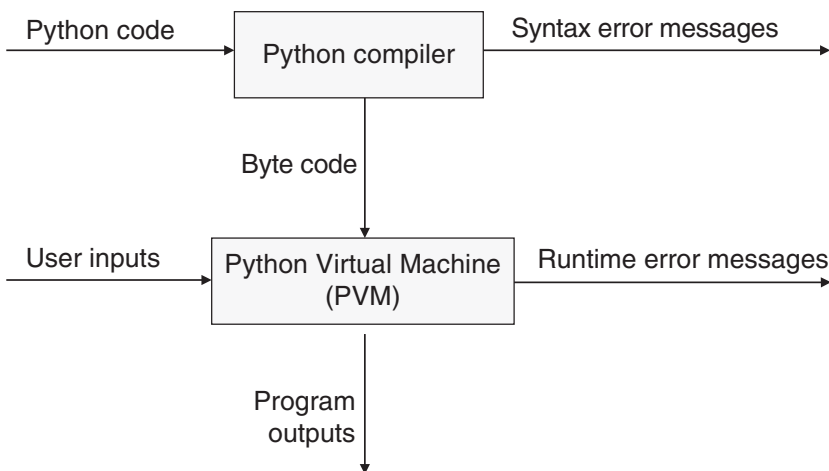 Python code
Python compiler
Syntax error messages
Byte code
User inputs
Python Virtual Machine
(PVM)
Runtime error messages
Program
outputs